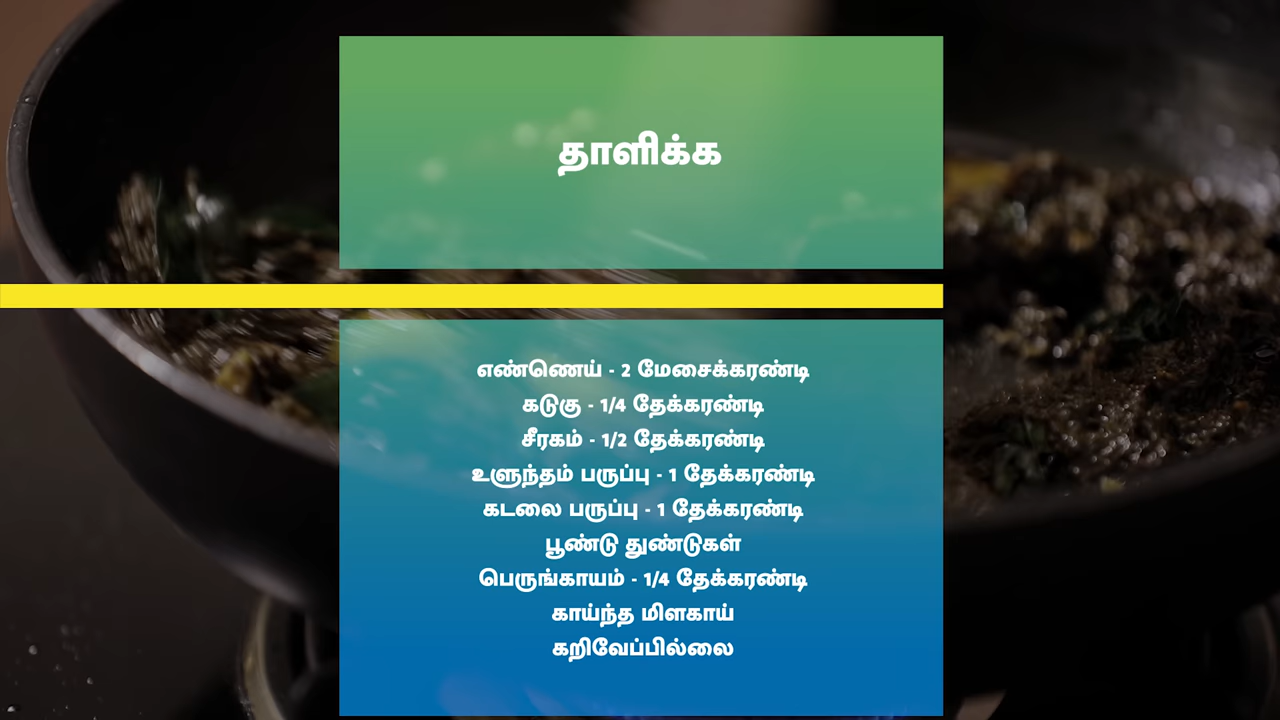 தாளிக்க
எண்ணெய் - 2 மேசைக்கரண்டி
கடுகு - 1/4 தேக்கரண்டி
சீரகம் - 1/2 தேக்கரண்டி
உளுந்தம் பருப்பு - 1 தேக்கரண்டி
கடலை பருப்பு - 1 தேக்கரண்டி
பூண்டு துண்டுகள்
பெருங்காயம் - 1/4 தேக்கரண்டி
காய்ந்த மிளகாய்
கறிவேப்பில்லை